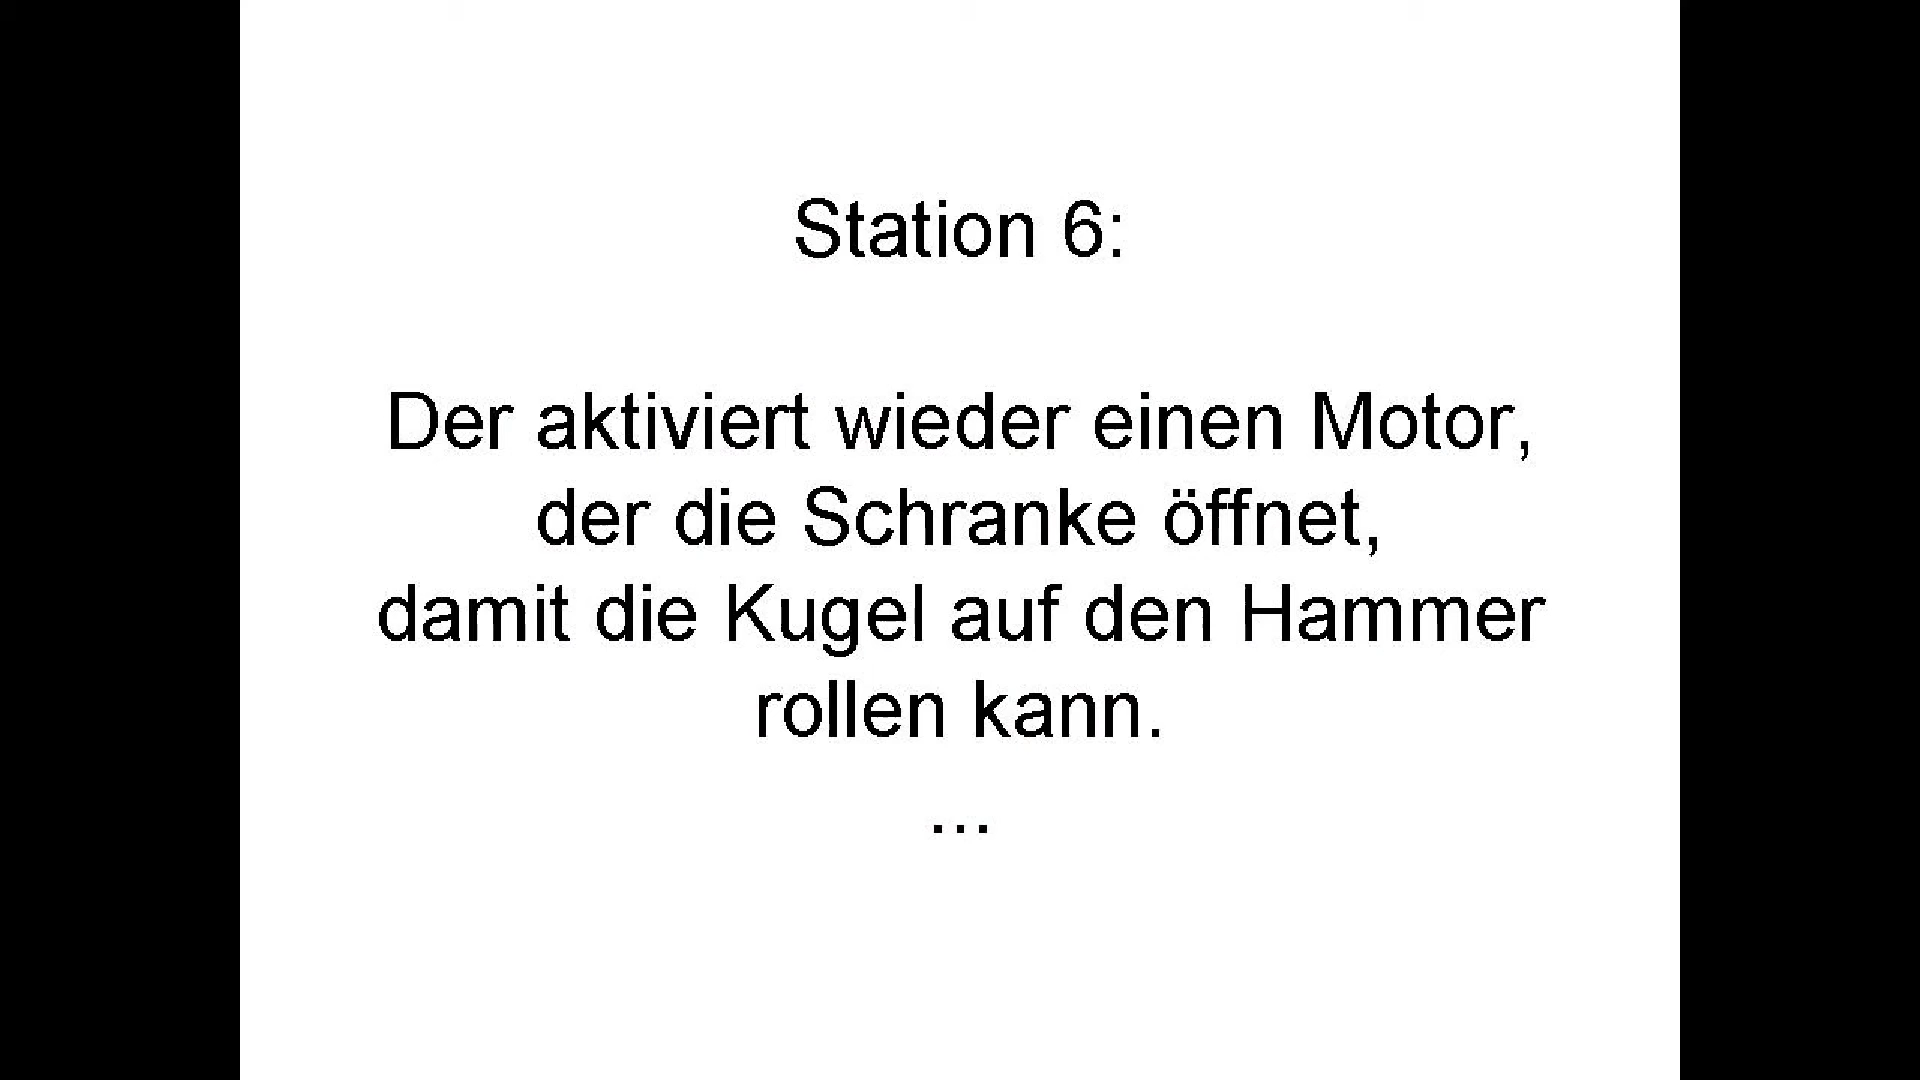 Station 6:
Der aktiviert wieder einen Motor,
der die Schranke öffnet,
damit die Kugel auf den Hammer
rollen kann.
...